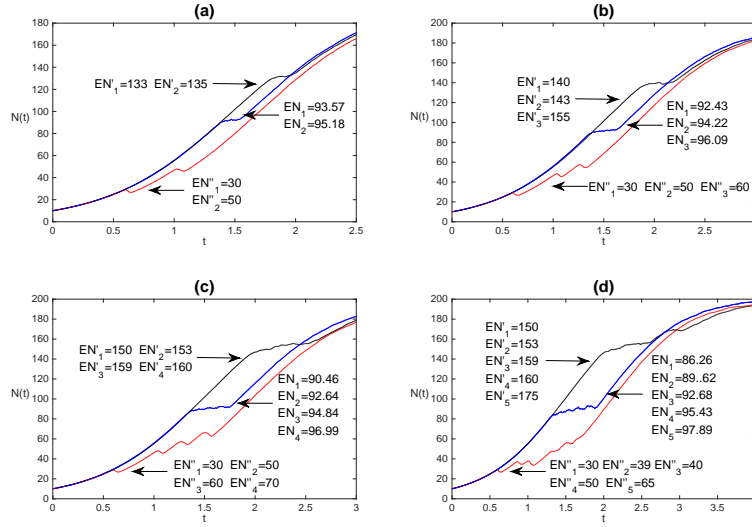 (a)
180
160
140
120
100
80
60
40
20
0
N(t)
EN'1=133 EN'2=135
EN1=93.57
EN2=95.18
EN''1=30
EN''2=50
0 0.5 1 1.5 2 2.5
t
(b)
200
180
160
140
120
100
80
60
40
20
0
N(t)
EN'1=140
EN'2=143
EN'3=155
EN1=92.43
EN2=94.22
EN3=96.09
EN''1=30 EN''2=50 EN''3=60
0 0.5 1 1.5 2 2.5
t
(c)
200
180
160
140
120
100
80
60
40
20
0
N(t)
EN'1=150 EN'2=153
EN'3=159 EN'4=160
EN1=90.46
EN2=92.64
EN3=94.84
EN4=96.99
EN''1=30 EN''2=50
EN''3=60 EN''4=70
0 0.5 1 1.5 2 2.5 3
t
(d)
200
180
160
140
120
100
80
60
40
20
0
N(t)
EN'1=150
EN'2=153
EN'3=159
EN'4=160
EN'5=175
EN1=86.26
EN2=89..62
EN3=92.68
EN4=95.43
EN5=97.89
EN''1=30 EN''2=39 EN''3=40
EN''4=50 EN''5=65
0 0.5 1 1.5 2 2.5 3 3.5
t